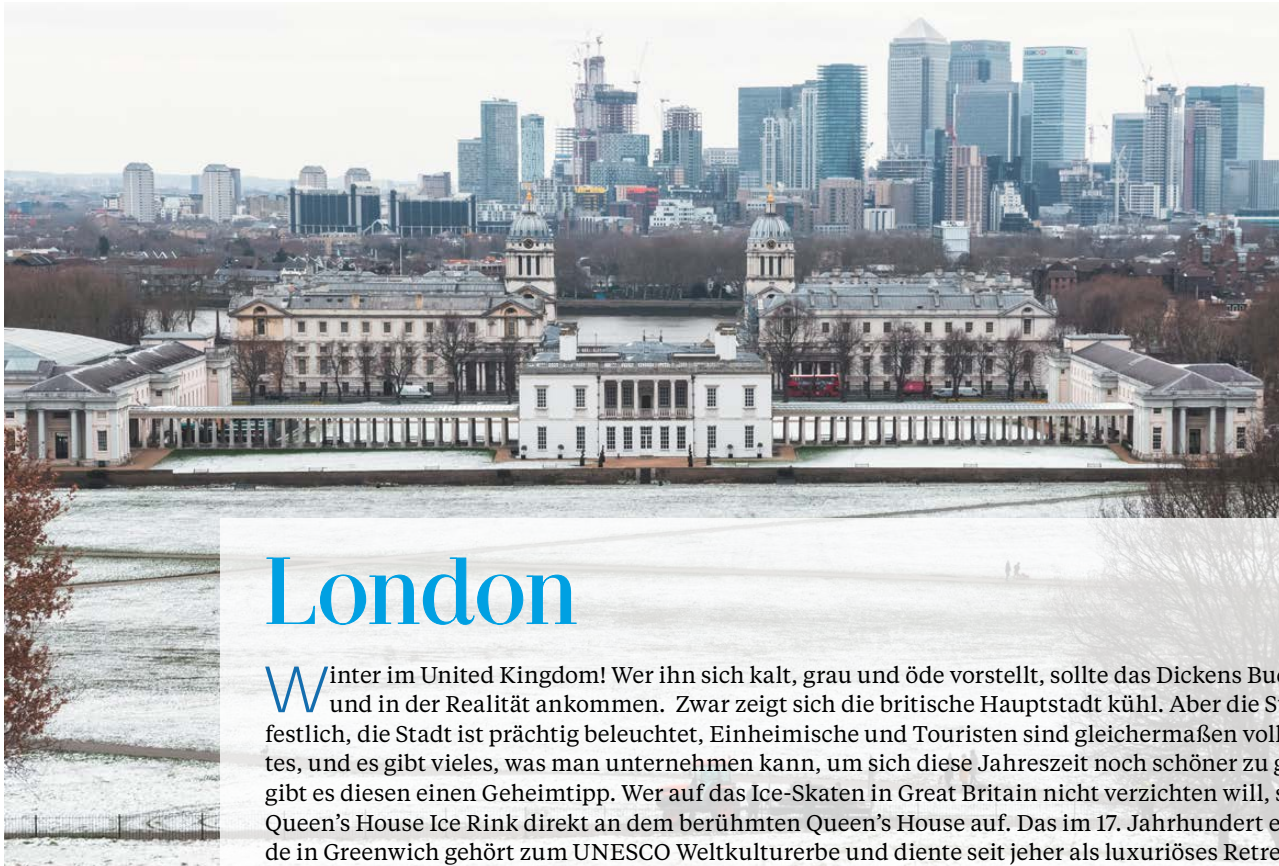 London
Winter im United Kingdom! Wer ihn sich kalt, grau und öde vorstellt, sollte das Dickens
und in der Realität ankommen. Zwar zeigt sich die britische Hauptstadt kühl. Aber die
festlich, die Stadt ist prächtig beleuchtet, Einheimische und Touristen sind gleichermaßen
tes, und es gibt vieles, was man unternehmen kann, um sich diese Jahreszeit noch schöner zu
gibt es diesen einen Geheimtipp. Wer auf das Ice-Skaten in Great Britain nicht verzichten will,
Queen’s House Ice Rink direkt an dem berühmten Queen’s House auf. Das im 17. Jahrhundert
de in Greenwich gehört zum UNESCO Weltkulturerbe und diente seit jeher als luxuriöses